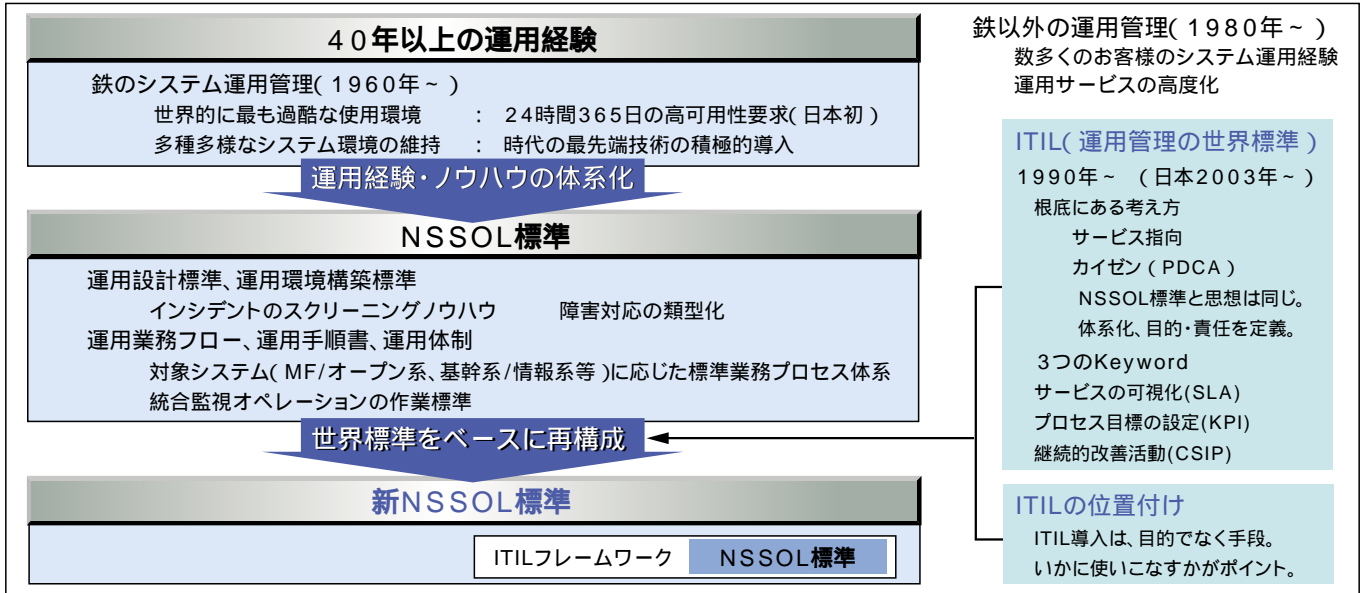 40年以上の運用経験
鉄のシステム運用管理(1960年~)
世界的に最も過酷な使用環境 : 24時間365日の高可用性要求(日本初)
多種多様なシステム環境の維持 : 時代の最先端技術の積極的導入
運用経験・ノウハウの体系化
NSSOL標準
運用設計標準、運用環境構築標準
インシデントのスクリーニングノウハウ 障害対応の類型化
運用業務フロー、運用手順書、運用体制
対象システム(MF/オープン系、基幹系/情報系等)に応じた標準業務プロセス体系
統合監視オペレーションの作業標準
世界標準をベースに再構成
新NSSOL標準
ITILフレームワーク NSSOL標準
鉄以外の運用管理(1980年~)
数多くのお客様のシステム運用経験
運用サービスの高度化
ITIL(運用管理の世界標準)
1990年~ (日本2003年~)
根底にある考え方
サービス指向
カイゼン(PDCA)
NSSOL標準と思想は同じ。
体系化、目的・責任を定義。
3つのKeyword
サービスの可視化(SLA)
プロセス目標の設定(KPI)
継続的改善活動(CSIP)
ITILの位置付け
ITIL導入は、目的でなく手段。
いかに使いこなすかがポイント。